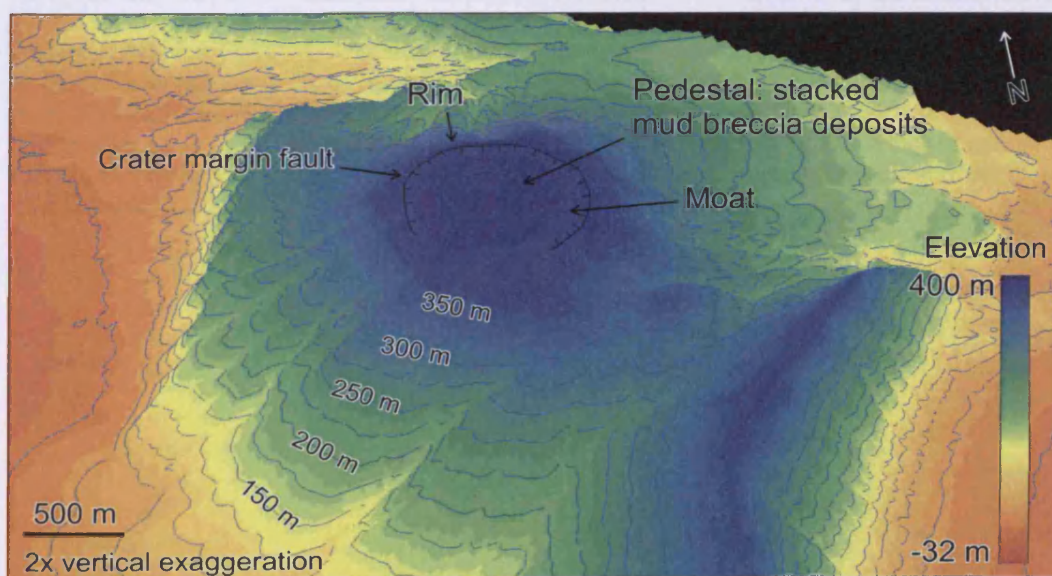 N
Rim
Pedestal: stacked
mud breccia deposits
Crater margin fault
Moat
Elevation
400 m
350 m
300 m
250 m
200 m
150 m
500 m
2x vertical exaggeration
-32 m